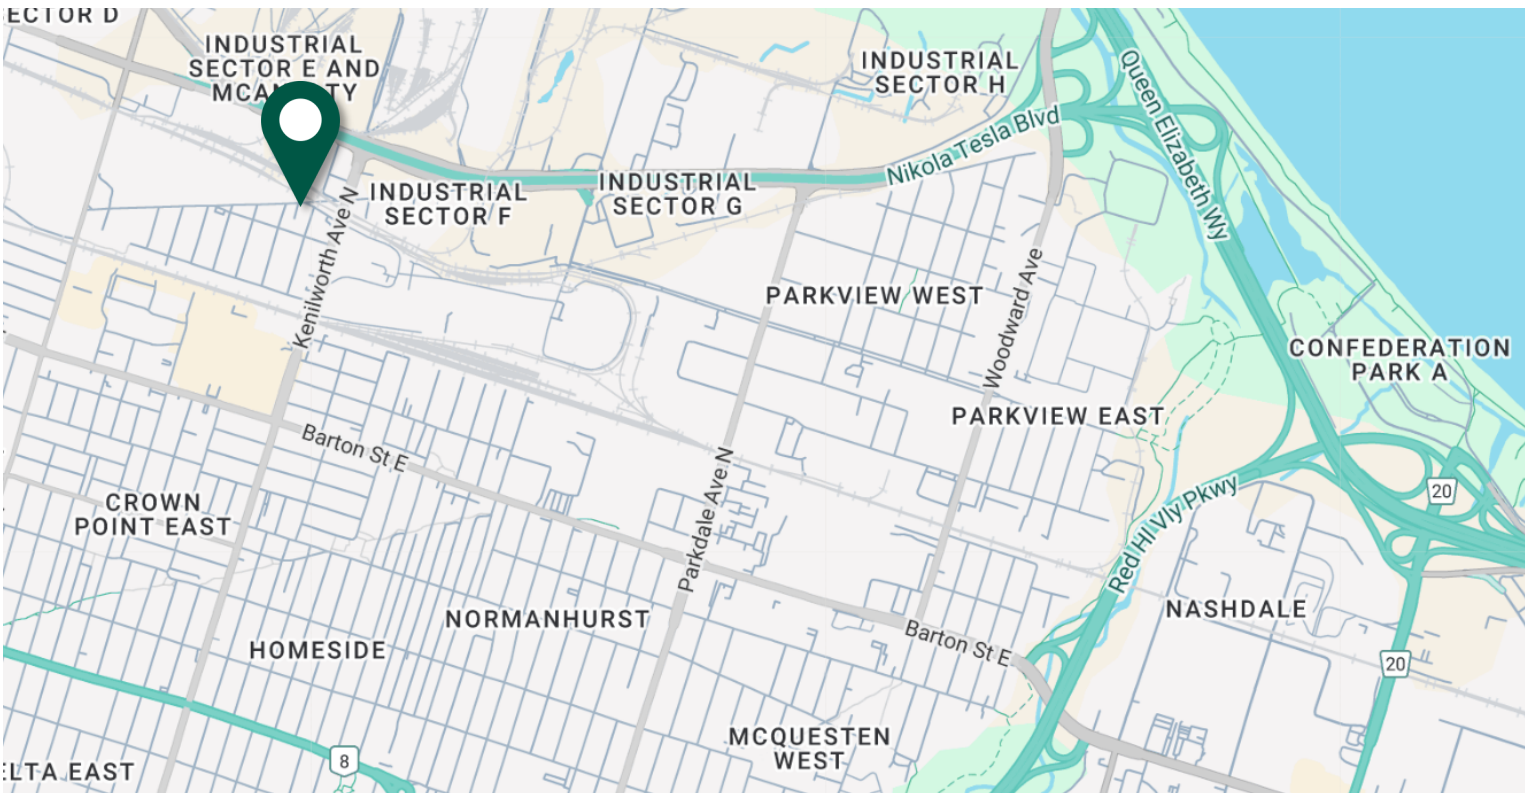 ECTOR D
INDUSTRIAL
SECTOR E AND
INDUSTRIAL
SECTOR H
Queen Elizabeth Wy
Nikola Tesla Blvd
INDUSTRIAL
SECTOR F
INDUSTRIAL
SECTOR G
Kenilworth Ave N
PARKVIEW WEST
Woodward Ave
CONFEDERATION
PARK A
PARKVIEW EAST
Barton St E
Parkdale Ave N
20
Red Hl Vly Pkwy
CROWN
POINT EAST
NORMANHURST
NASHDALE
HOMESIDE
Barton St E
20
MCQUESTEN
WEST
8
ELTA EAST